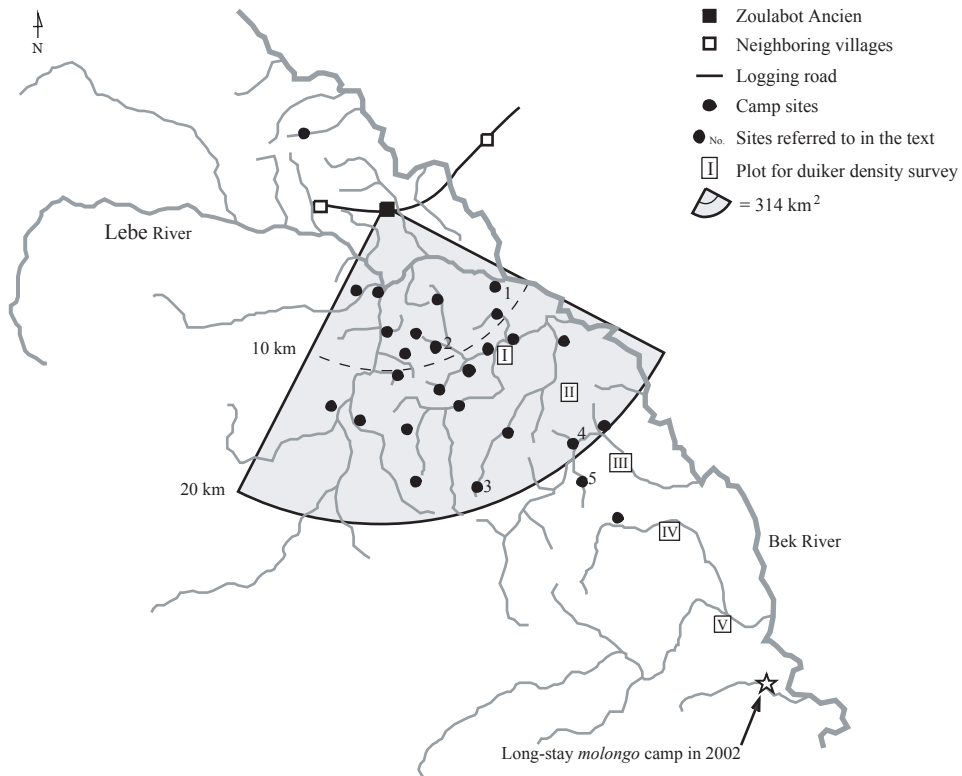 N
Zoulabot Ancien
Neighboring villages
Logging road
Camp sites
No. Sites referred to in the text
I Plot for duiker density survey
= 314 km²
Lebe River
1
10 km
2
I
II
4
III
20 km
3
5
IV
Bek River
V
Long-stay molongo camp in 2002